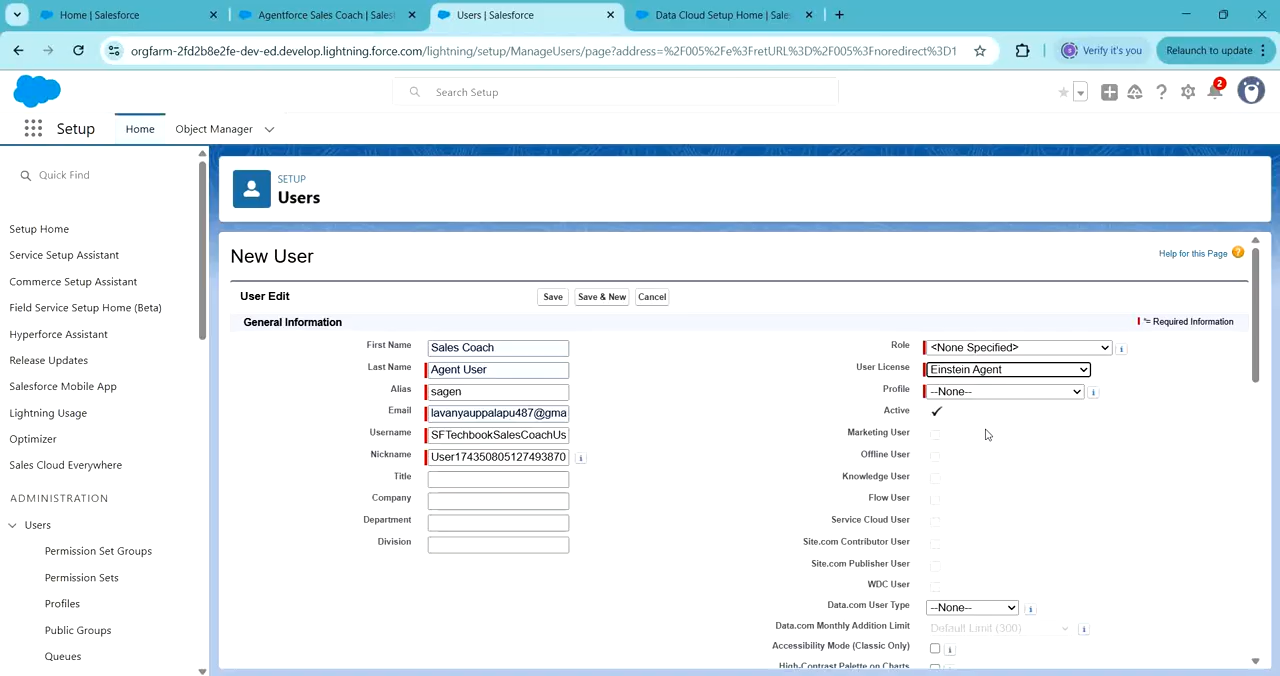 Home | Salesforce
Agentforce Sales Coach | Sales
Users | Salesforce
Data Cloud Setup Home | Sales
orgfarm-2fd2b8e2fe-dev-ed.develop.lightning.force.com/lightning/setup/ManageUsers/page?address=%2F005%2Fe%3FretURL%3D%2F005%3Fnoredirect%3D1
Verify it's you
Relaunch to update
Search Setup
2
Setup
Home
Object Manager
Quick Find
Setup Home
Service Setup Assistant
Commerce Setup Assistant
Field Service Setup Home (Beta)
Hyperforce Assistant
Release Updates
Salesforce Mobile App
Lightning Usage
Optimizer
Sales Cloud Everywhere
ADMINISTRATION
Users
Permission Set Groups
Permission Sets
Profiles
Public Groups
Queues
SETUP
Users
New User
Help for this Page
User Edit
Save
Save & New
Cancel
General Information
= Required Information
First Name Sales Coach
Last Name Agent User
Alias sagen
Email lavanyauppalapu487@gma
Username SFTechbookSalesCoachUs
Nickname User174350805127493870
Title
Company
Department
Division
Role <None Specified>
User License Einstein Agent
Profile --None--
Active
Marketing User
Offline User
Knowledge User
Flow User
Service Cloud User
Site.com Contributor User
Site.com Publisher User
WDC User
Data.com User Type --None--
Data.com Monthly Addition Limit Default Limit (300)
Accessibility Mode (Classic Only)
High-Contrast Palette on Charts